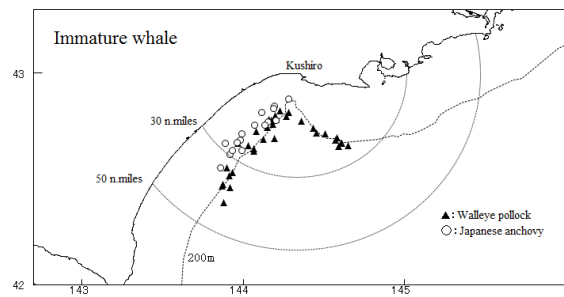 Immature whale
Kushiro
43
30 n.miles
50 n.miles
▲: Walleye pollock
○: Japanese anchovy
200m
42
143
144
145